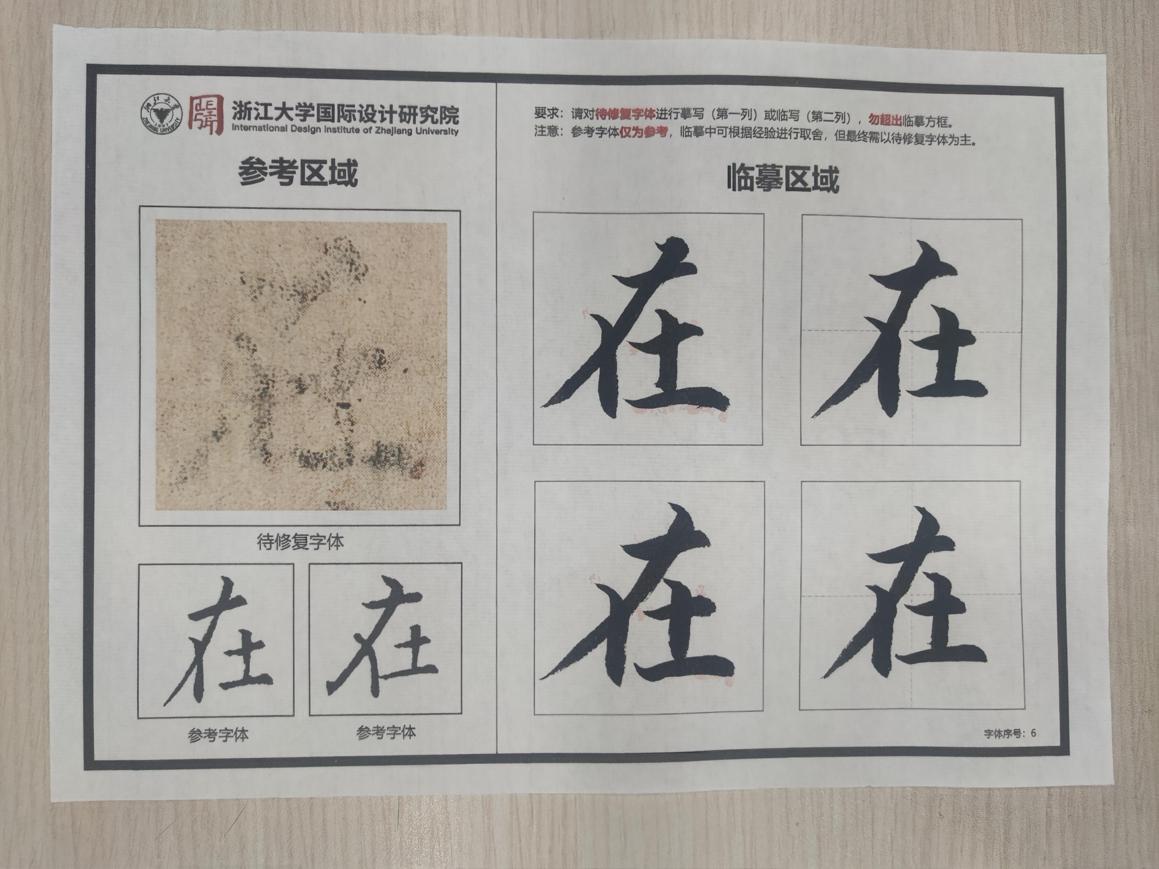 浙江大学国际设计研究院
International Design Institute of Zhejiang University
参考区域
待修复字体
在
在
参考字体
参考字体
要求：请对待修复字体进行摹写（第一列）或临写（第二列），勿超出临摹方框。
注意：参考字体仅为参考，临摹中可根据经验进行取舍，但最终需以待修复字体为主。
临摹区域
在
在
在
在
字体序号：6